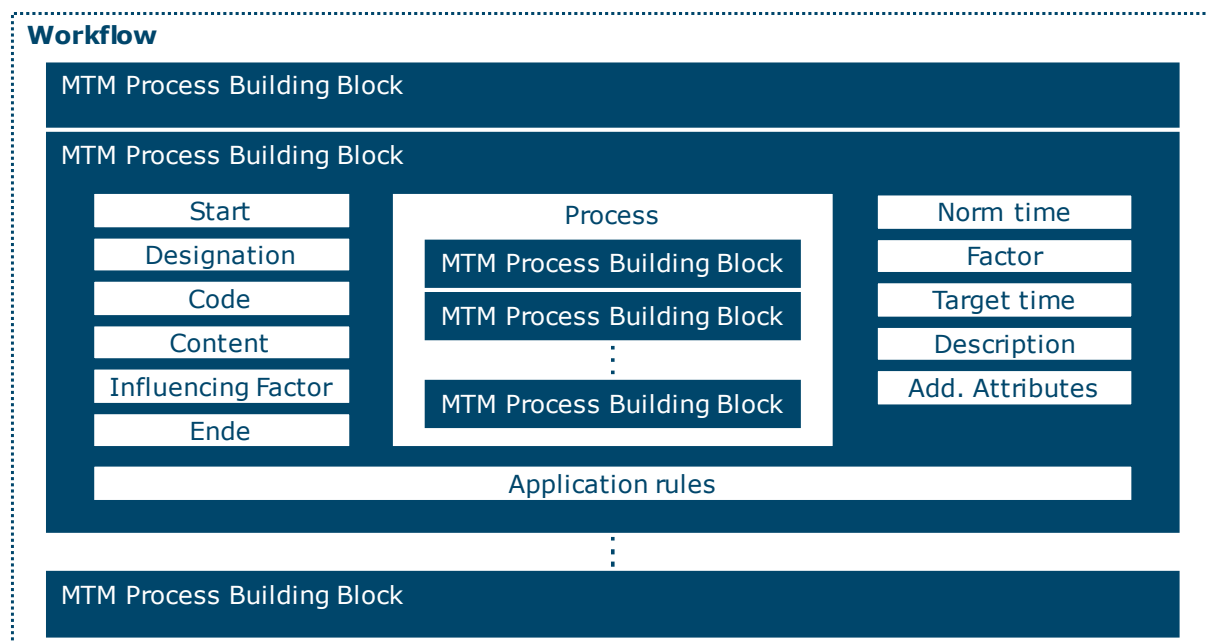 Workflow
MTM Process Building Block
MTM Process Building Block
Start
Designation
Code
Content
Influencing Factor
Ende
Process
MTM Process Building Block
MTM Process Building Block
MTM Process Building Block
Norm time
Factor
Target time
Description
Add. Attributes
Application rules
MTM Process Building Block